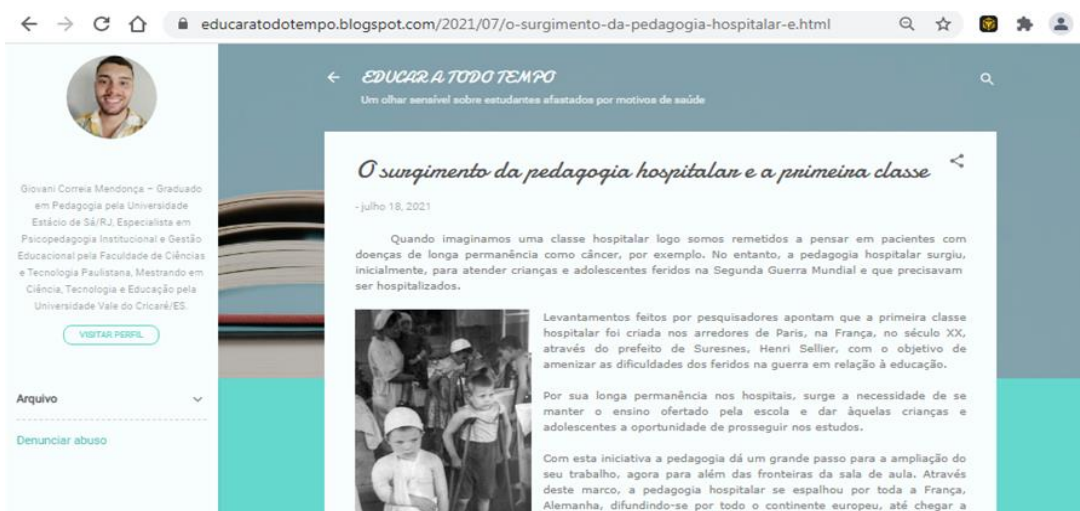 educaratodotempo.blogspot.com/2021/07/o-surgimento-da-pedagogia-hospitalar-e.html
Giovani Correia Mendonça – Graduado
em Pedagogia pela Universidade
Estácio de Sá/RJ, Especialista em
Psicopedagogia Institucional e Gestão
Educacional pela Faculdade de Ciências
e Tecnologia Paulistana, Mestrando em
Ciência, Tecnologia e Educação pela
Universidade Vale do Cricaré/ES.
VISITAR PERFIL
Arquivo
Denunciar abuso
EDUCAR A TODO TEMPO
Um olhar sensível sobre estudantes afastados por motivos de saúde
O surgimento da pedagogia hospitalar e a primeira classe
- julho 18, 2021
Quando imaginamos uma classe hospitalar logo somos remetidos a pensar em pacientes com
doenças de longa permanência como câncer, por exemplo. No entanto, a pedagogia hospitalar surgiu,
inicialmente, para atender crianças e adolescentes feridos na Segunda Guerra Mundial e que precisavam
ser hospitalizados.
Levantamentos feitos por pesquisadores apontam que a primeira classe
hospitalar foi criada nos arredores de Paris, na França, no século XX,
através do prefeito de Suresnes, Henri Sellier, com o objetivo de
amenizar as dificuldades dos feridos na guerra em relação à educação.
Por sua longa permanência nos hospitais, surge a necessidade de se
manter o ensino ofertado pela escola e dar àquelas crianças e
adolescentes a oportunidade de prosseguir nos estudos.
Com esta iniciativa a pedagogia dá um grande passo para a ampliação do
seu trabalho, agora para além das fronteiras da sala de aula. Através
deste marco, a pedagogia hospitalar se espalhou por toda a França,
Alemanha, difundindo-se por todo o continente europeu, até chegar a